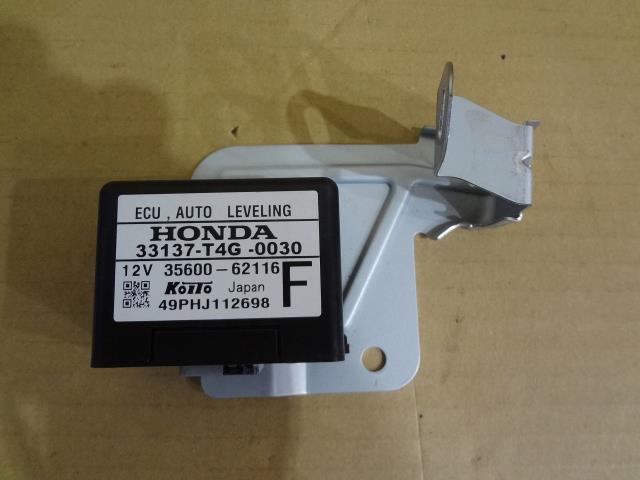 ECU , AUTO LEVELING
HONDA
33137-T4G -0030
12V 35600-62116 F
KOITO Japan
49PHJ112698